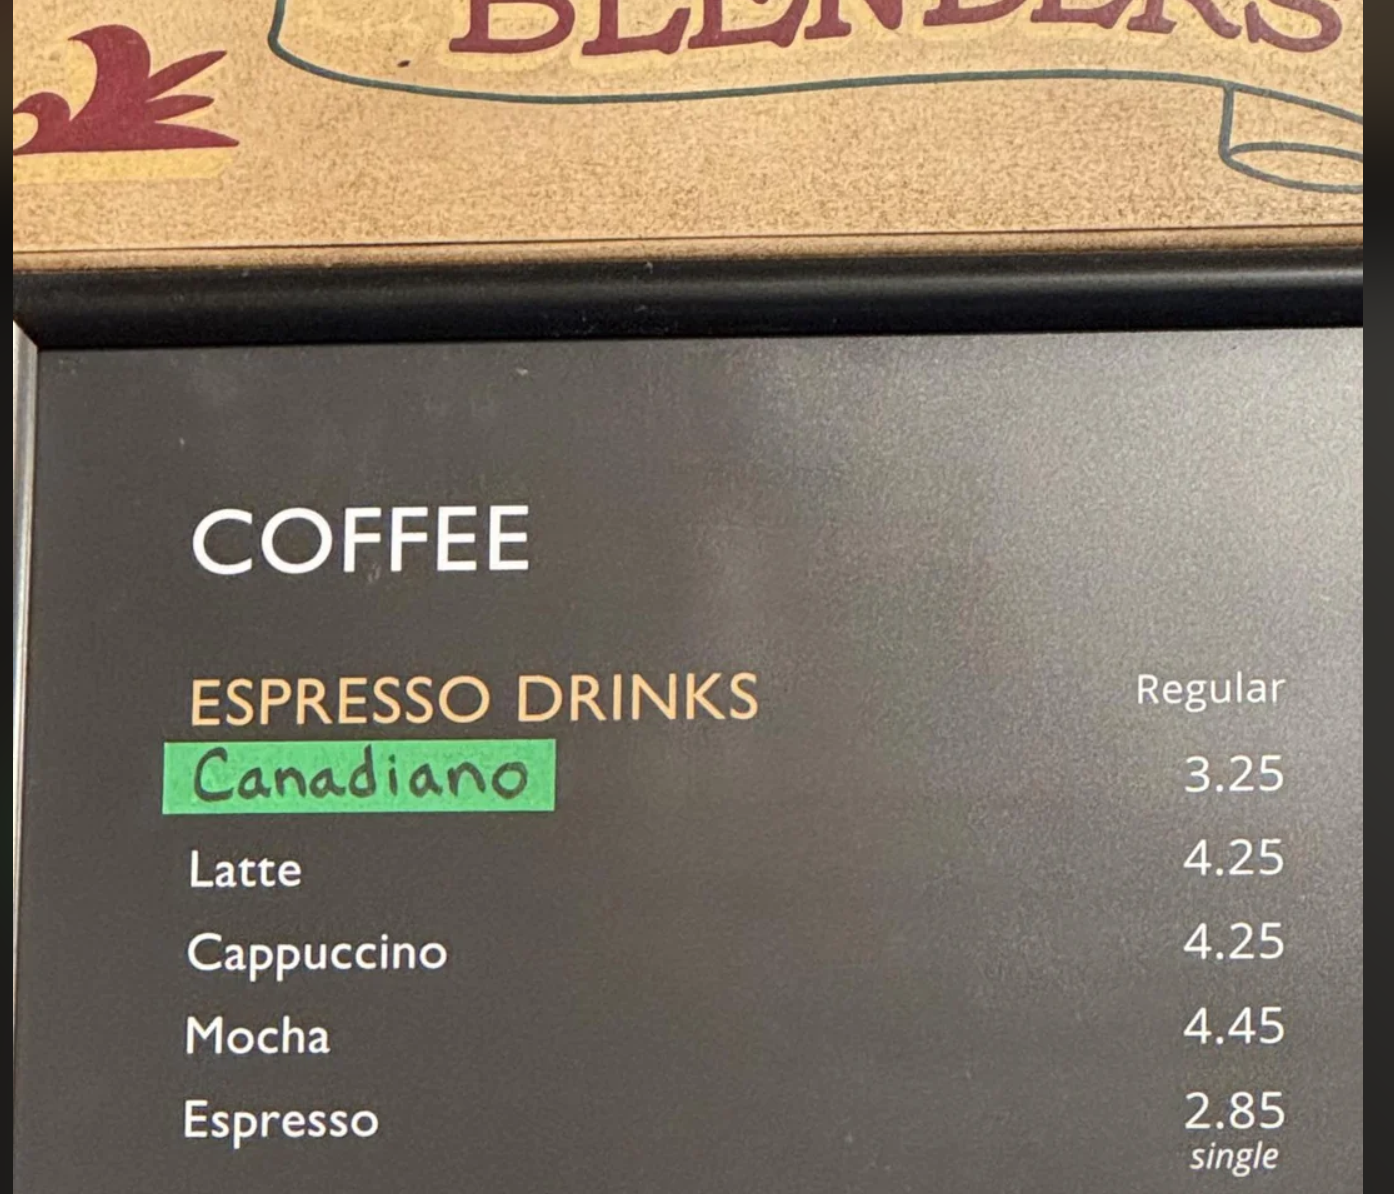 BLENDERS
COFFEE
ESPRESSO DRINKS Regular
Canadiano 3.25
Latte 4.25
Cappuccino 4.25
Mocha 4.45
Espresso 2.85
single